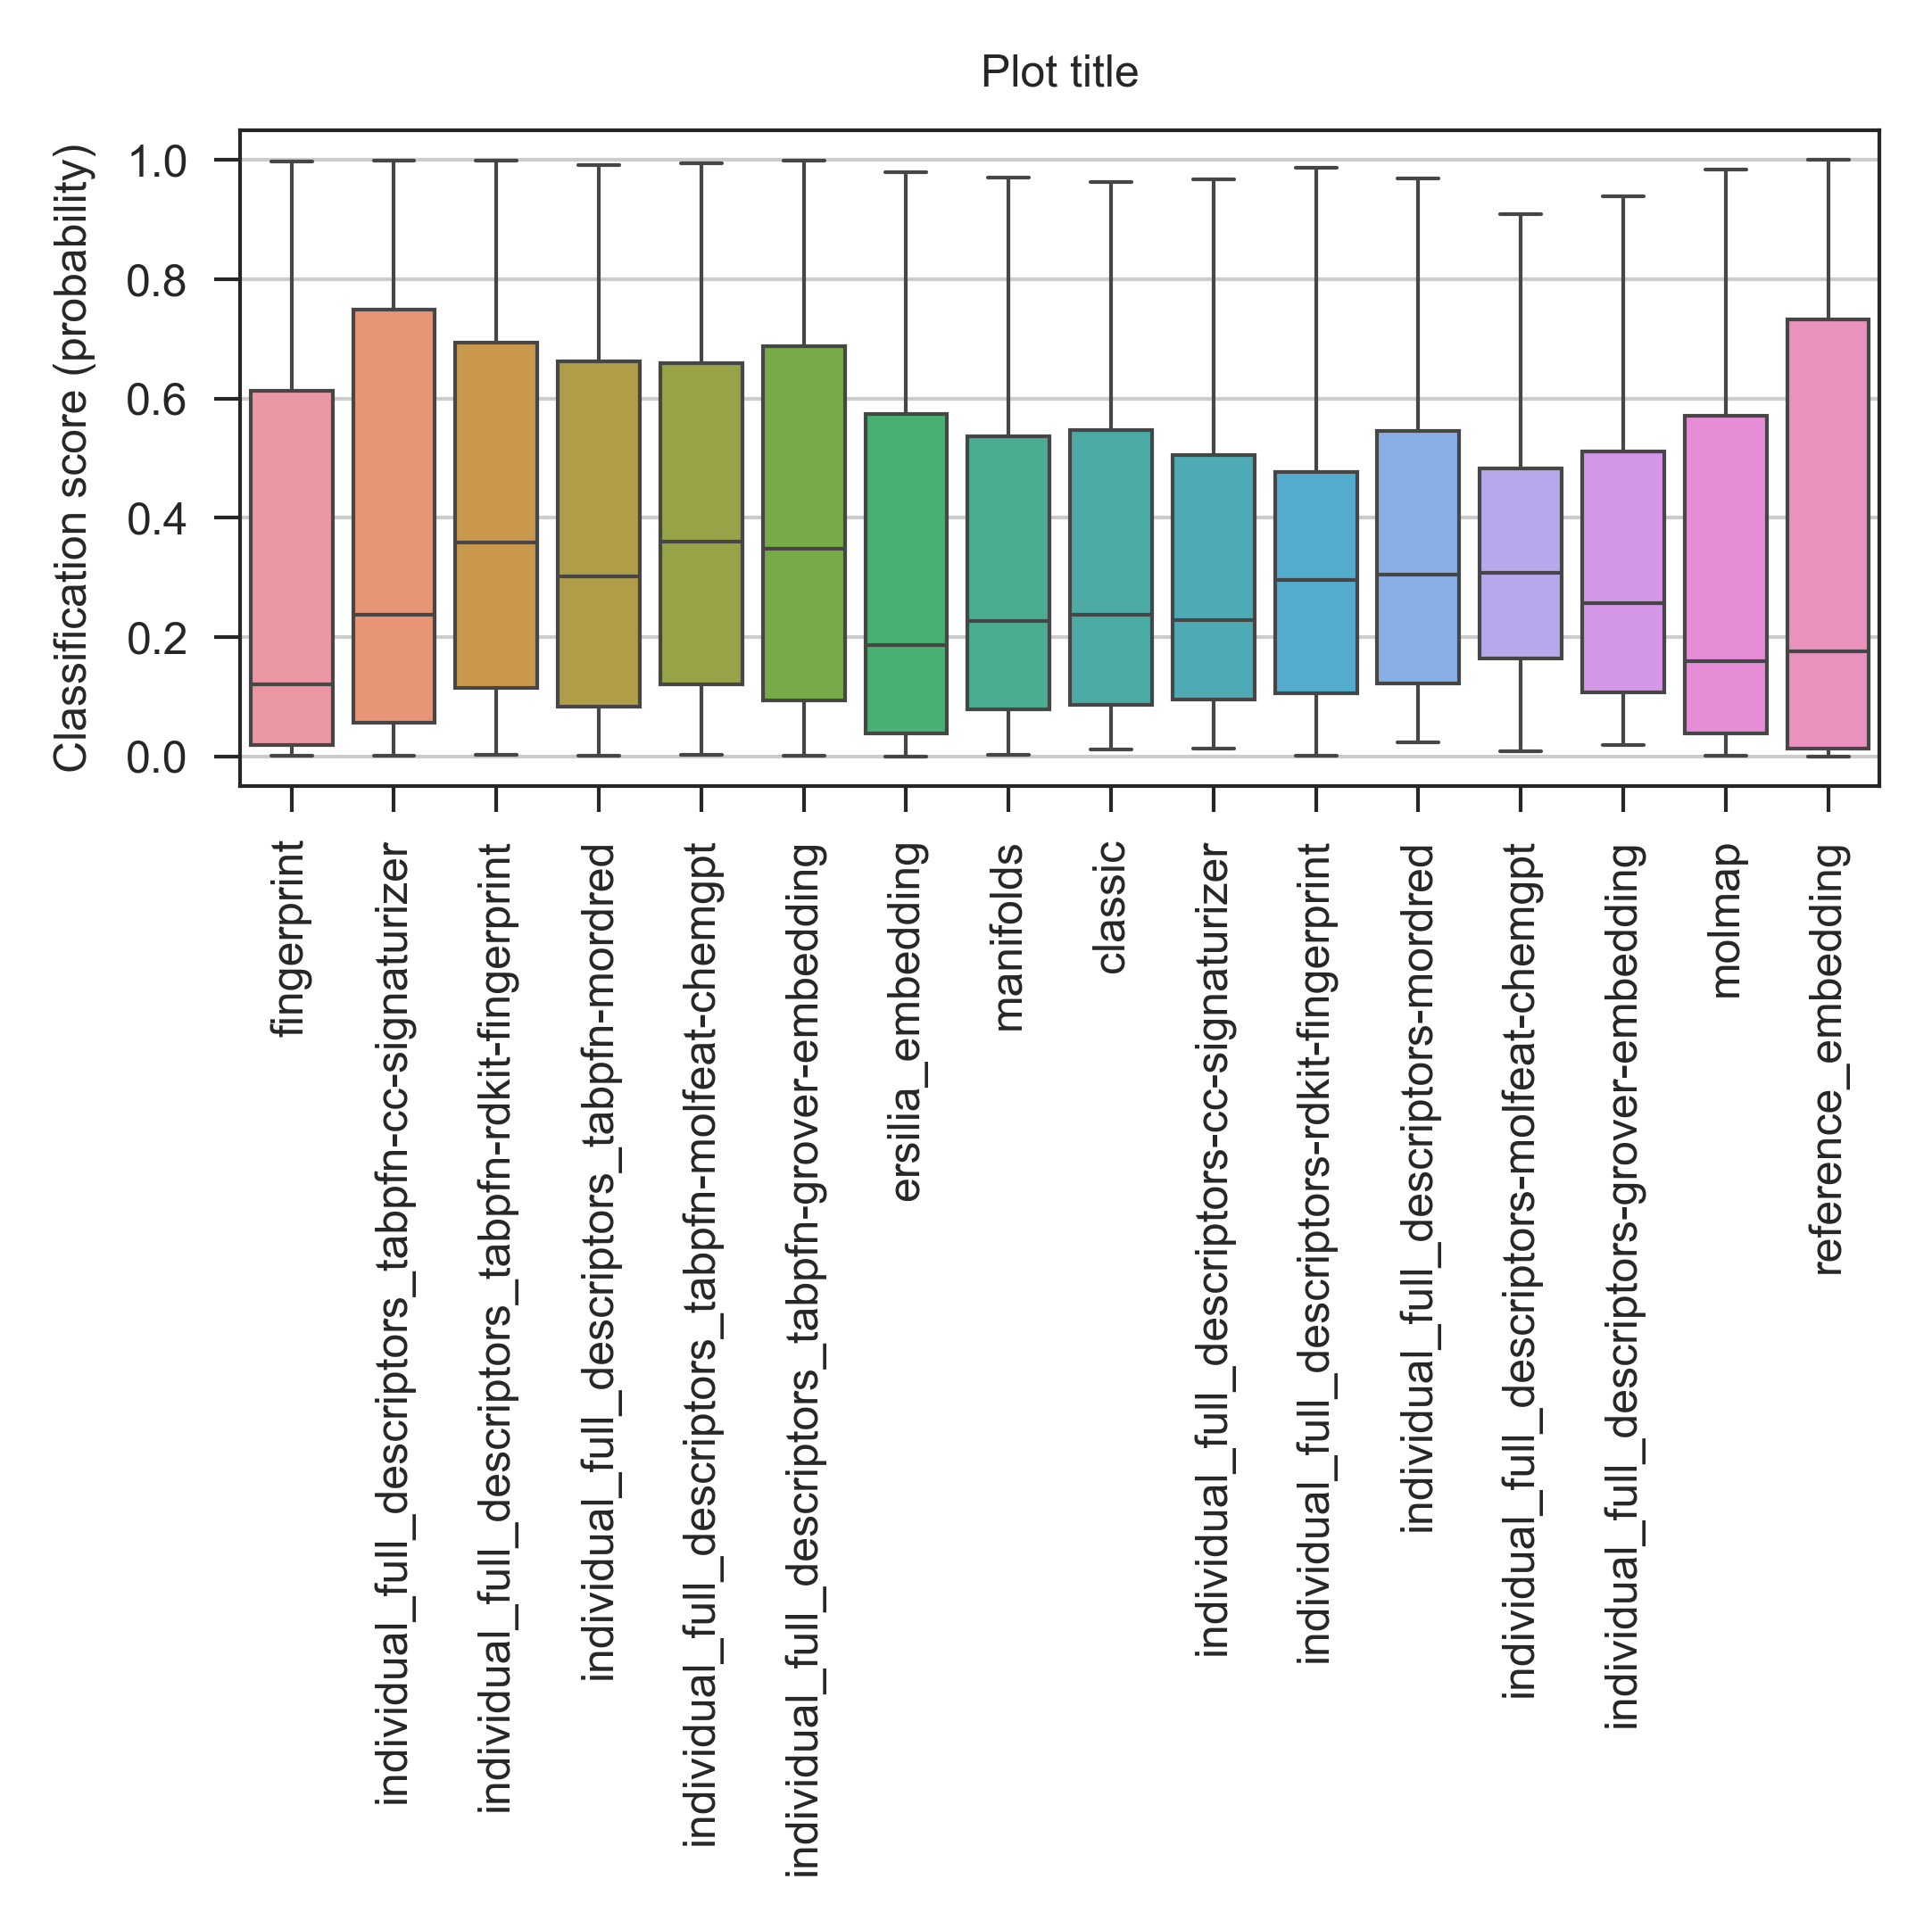 Plot title
Classification score (probability)
1.0
0.8
0.6
0.4
0.2
0.0
fingerprint
individual_full_descriptors_tabpfn-cc-signaturizer
individual_full_descriptors_tabpfn-rdkit-fingerprint
individual_full_descriptors_tabpfn-mordred
individual_full_descriptors_tabpfn-molfeat-chemgpt
individual_full_descriptors_tabpfn-grover-embedding
ersilia_embedding
manifolds
classic
individual_full_descriptors-cc-signaturizer
individual_full_descriptors-rdkit-fingerprint
individual_full_descriptors-mordred
individual_full_descriptors-molfeat-chemgpt
individual_full_descriptors-grover-embedding
molmap
reference_embedding